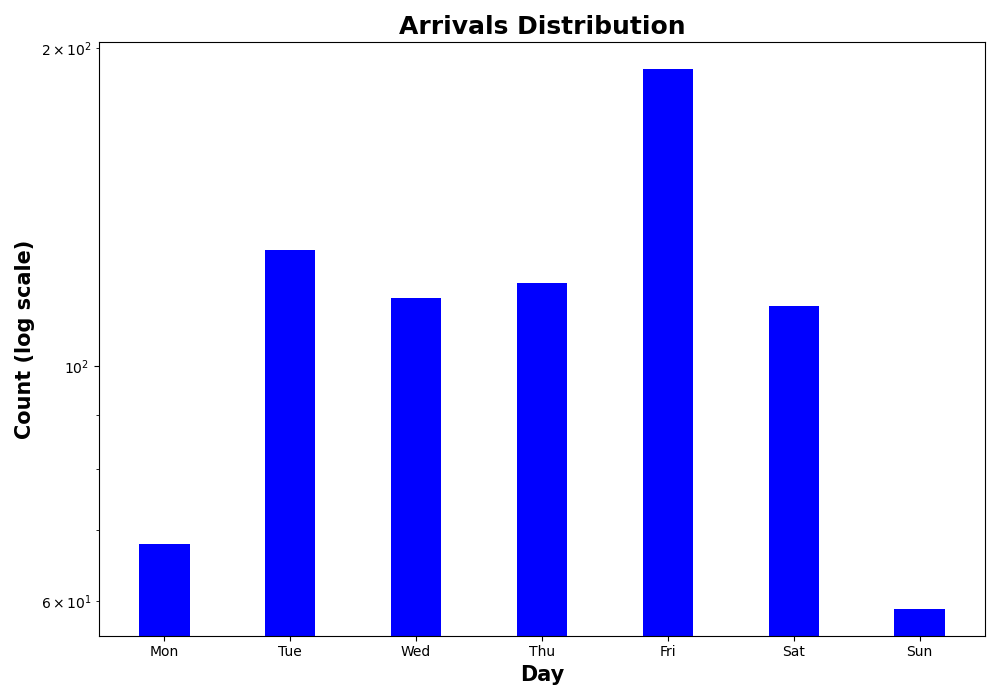 Arrivals Distribution
Count (log scale)
2 × 10²
10²
6 × 10¹
Mon Tue Wed Thu Fri Sat Sun
Day